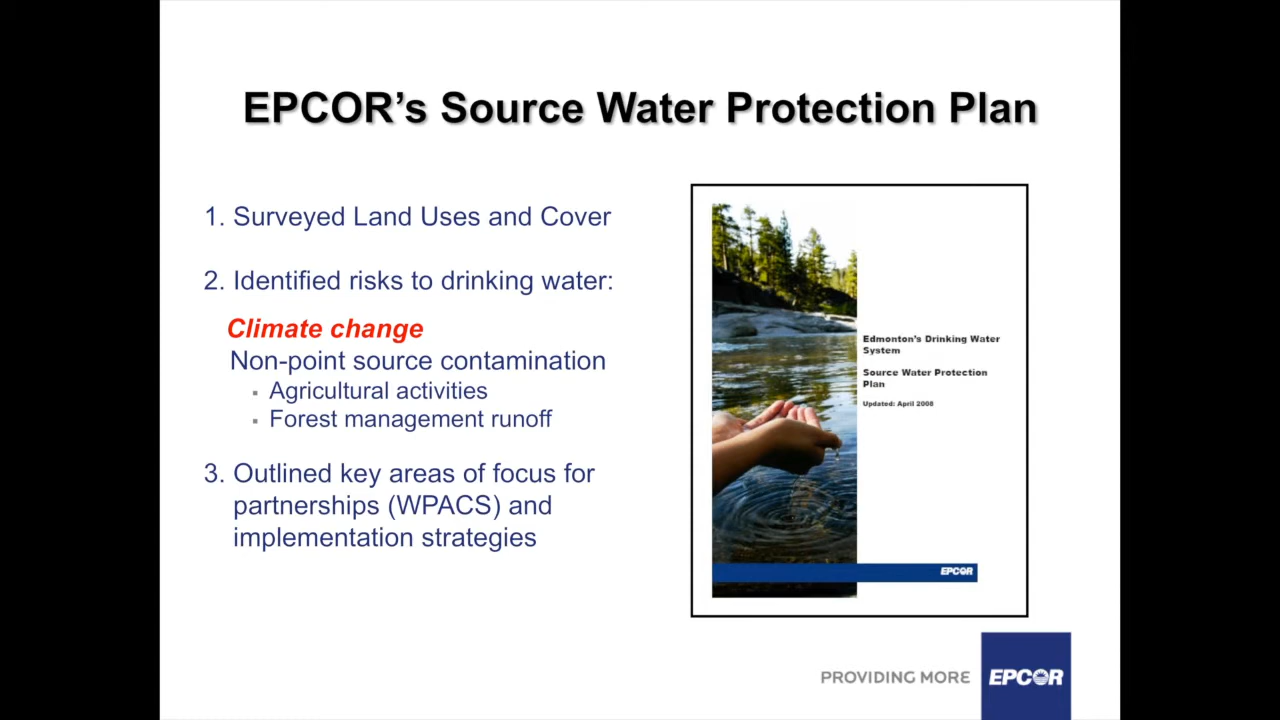 EPCOR’s Source Water Protection Plan
1. Surveyed Land Uses and Cover
2. Identified risks to drinking water:
Climate change
Non-point source contamination
▪ Agricultural activities
▪ Forest management runoff
3. Outlined key areas of focus for
partnerships (WPACS) and
implementation strategies
Edmonton’s Drinking Water
System
Source Water Protection
Plan
Updated: April 2008
EPCOR
PROVIDING MORE
EPCOR